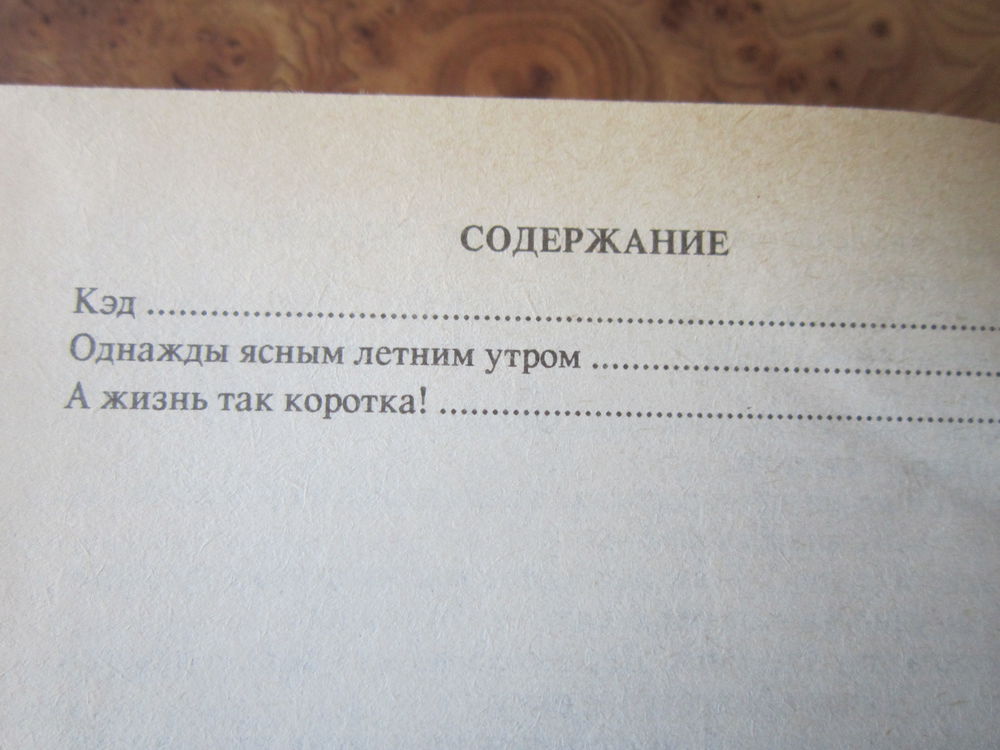 СОДЕРЖАНИЕ
Кэд ....................................................................................
Однажды ясным летним утром ..........................................
А жизнь так коротка! ..........................................................